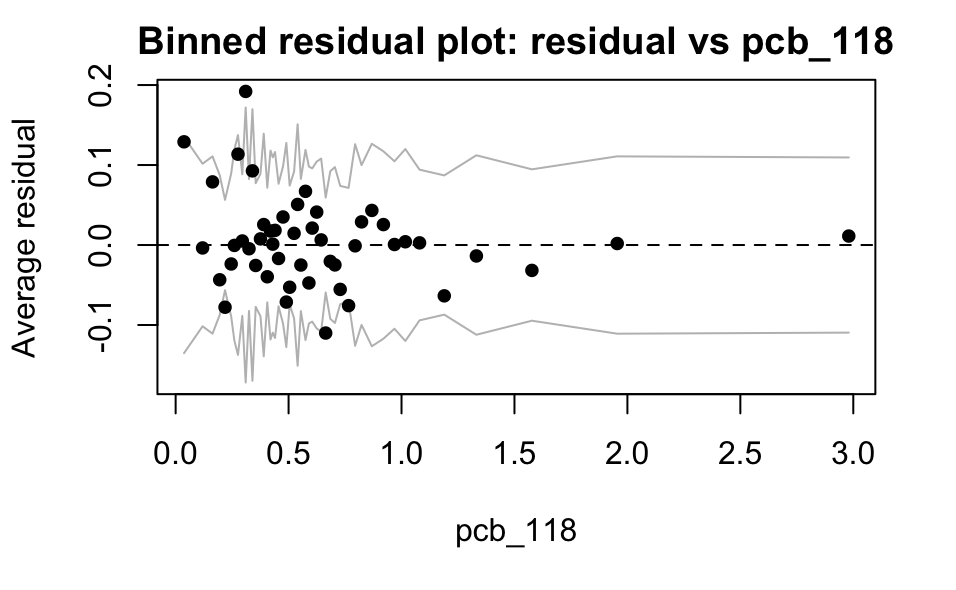 Binned residual plot: residual vs pcb_118
Average residual
0.2
0.1
0.0
-0.1
0.0 0.5 1.0 1.5 2.0 2.5 3.0
pcb_118